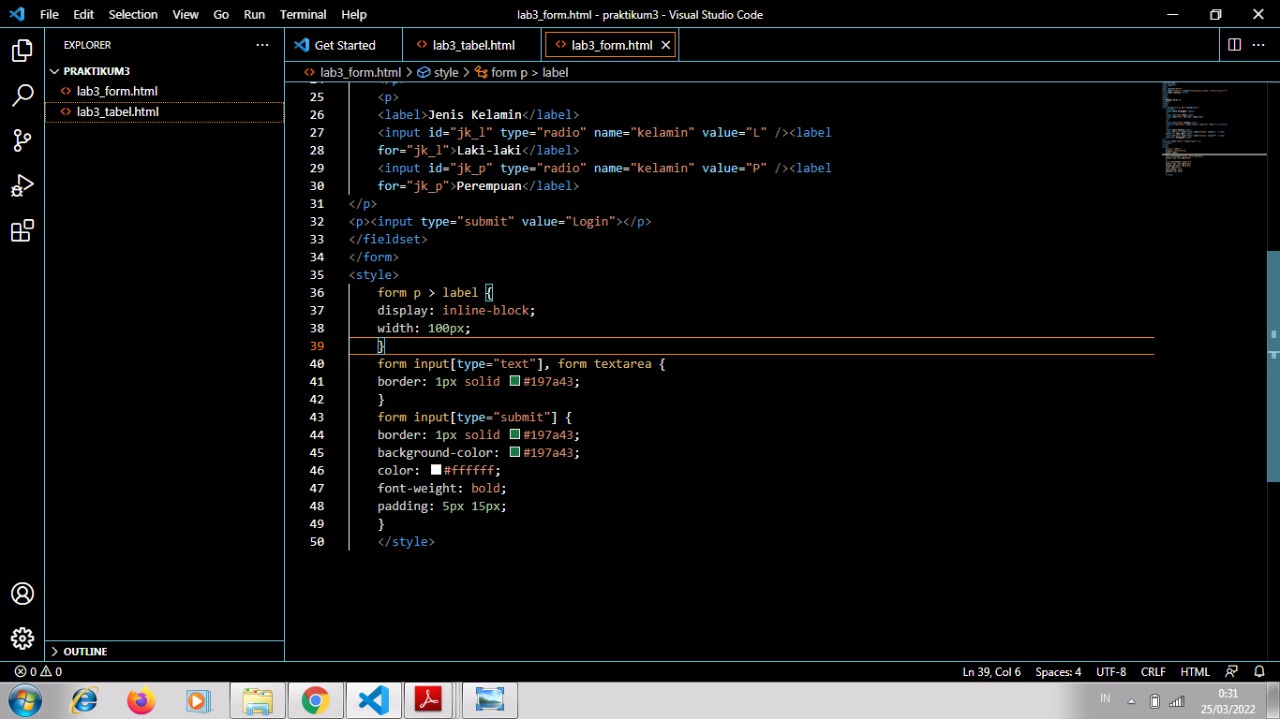 File Edit Selection View Go Run Terminal Help
lab3_form.html - praktikum3 - Visual Studio Code
EXPLORER
PRAKTIKUM3
lab3_form.html
lab3_tabel.html
OUTLINE
Get Started
lab3_tabel.html
lab3_form.html
lab3_form.html > style > form p > label
25 <p>
26 <label>Jenis Kelamin</label>
27 <input id="jk_l" type="radio" name="kelamin" value="L" /><label
28 for="jk_l">Laki-laki</label>
29 <input id="jk_p" type="radio" name="kelamin" value="P" /><label
30 for="jk_p">Perempuan</label>
31 </p>
32 <p><input type="submit" value="Login"></p>
33 </fieldset>
34 </form>
35 <style>
36 form p > label {
37 display: inline-block;
38 width: 100px;
39 }
40 form input[type="text"], form textarea {
41 border: 1px solid #197a43;
42 }
43 form input[type="submit"] {
44 border: 1px solid #197a43;
45 background-color: #197a43;
46 color: #ffffff;
47 font-weight: bold;
48 padding: 5px 15px;
49 }
50 </style>
0 0
Ln 39, Col 6 Spaces: 4 UTF-8 CRLF HTML
IN
0:31
25/03/2022